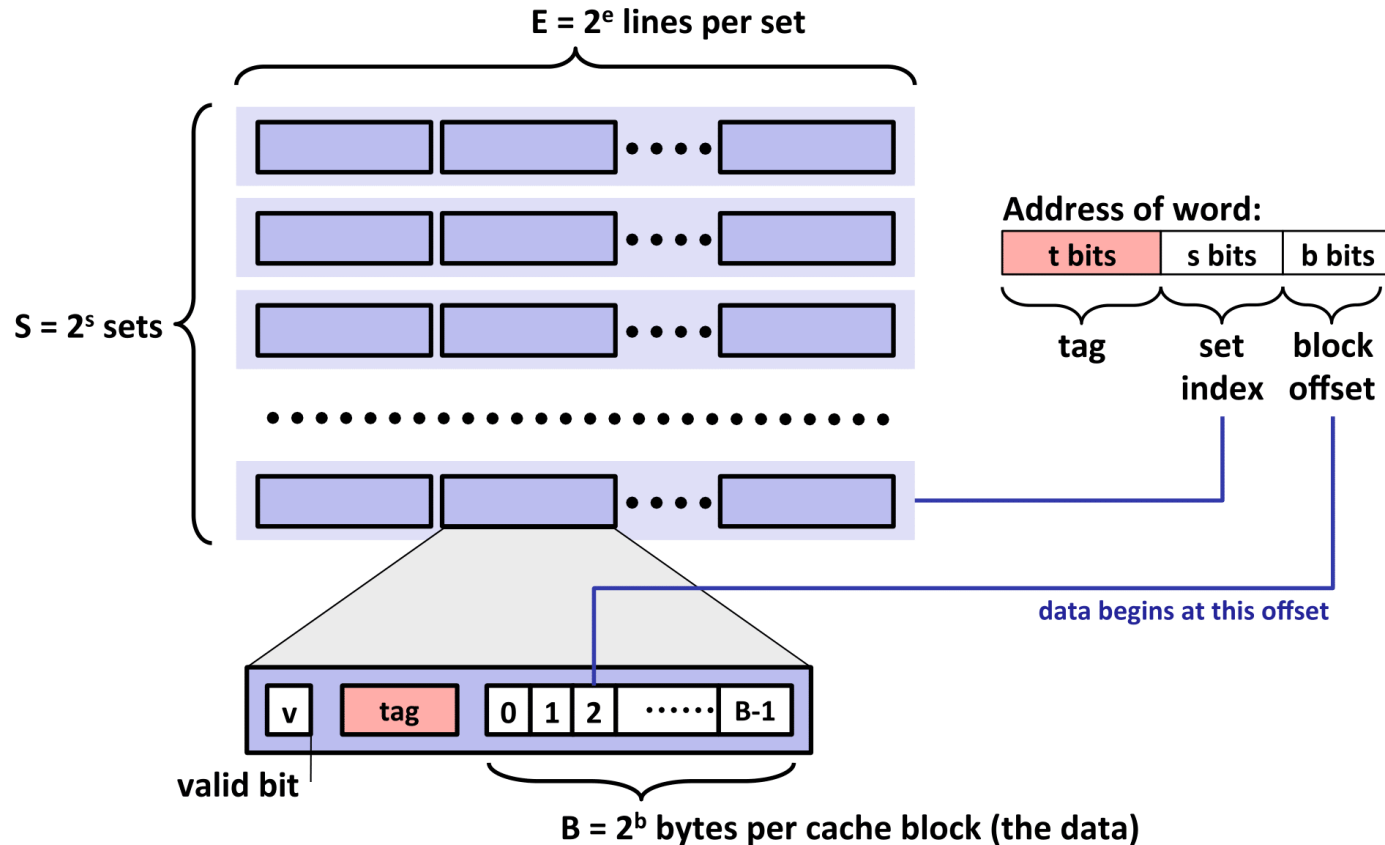 E = 2ᵉ lines per set
Address of word:
t bits s bits b bits
S = 2ˢ sets
tag set index block offset
data begins at this offset
v tag 0 1 2 ...... B-1
valid bit
B = 2ᵇ bytes per cache block (the data)